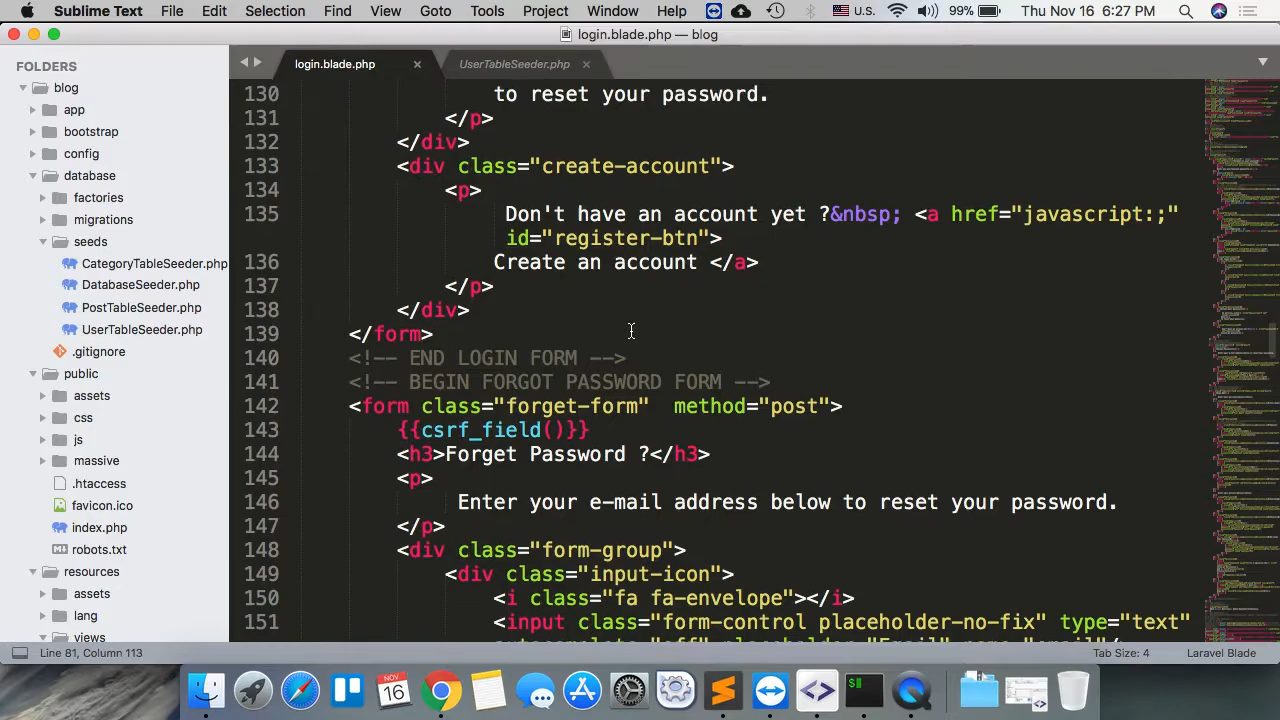 Sublime Text File Edit Selection Find View Goto Tools Project Window Help U.S. 99% Thu Nov 16 6:27 PM
login.blade.php — blog
FOLDERS
blog
app
bootstrap
config
database
factories
migrations
seeds
CategoryTableSeeder.php
DatabaseSeeder.php
PostTableSeeder.php
UserTableSeeder.php
.gitignore
public
assets
css
js
massive
.htaccess
favicon.ico
index.php
robots.txt
resources
assets
lang
views
login.blade.php × UserTableSeeder.php ×
130 to reset your password.
131 </p>
132 </div>
133 <div class="create-account">
134 <p>
135 Don't have an account yet ?&nbsp; <a href="javascript:;"
id="register-btn">
136 Create an account </a>
137 </p>
138 </div>
139 </form>
140 <!-- END LOGIN FORM -->
141 <!-- BEGIN FORGOT PASSWORD FORM -->
142 <form class="forget-form" method="post">
143 {{csrf_field()}}
144 <h3>Forget Password ?</h3>
145 <p>
146 Enter your e-mail address below to reset your password.
147 </p>
148 <div class="form-group">
149 <div class="input-icon">
150 <i class="fa fa-envelope"></i>
151 <input class="form-control placeholder-no-fix" type="text"
autocomplete="off" placeholder="Email" name="email"/
Line 81, Column 113 Tab Size: 4 Laravel Blade
NOV
16